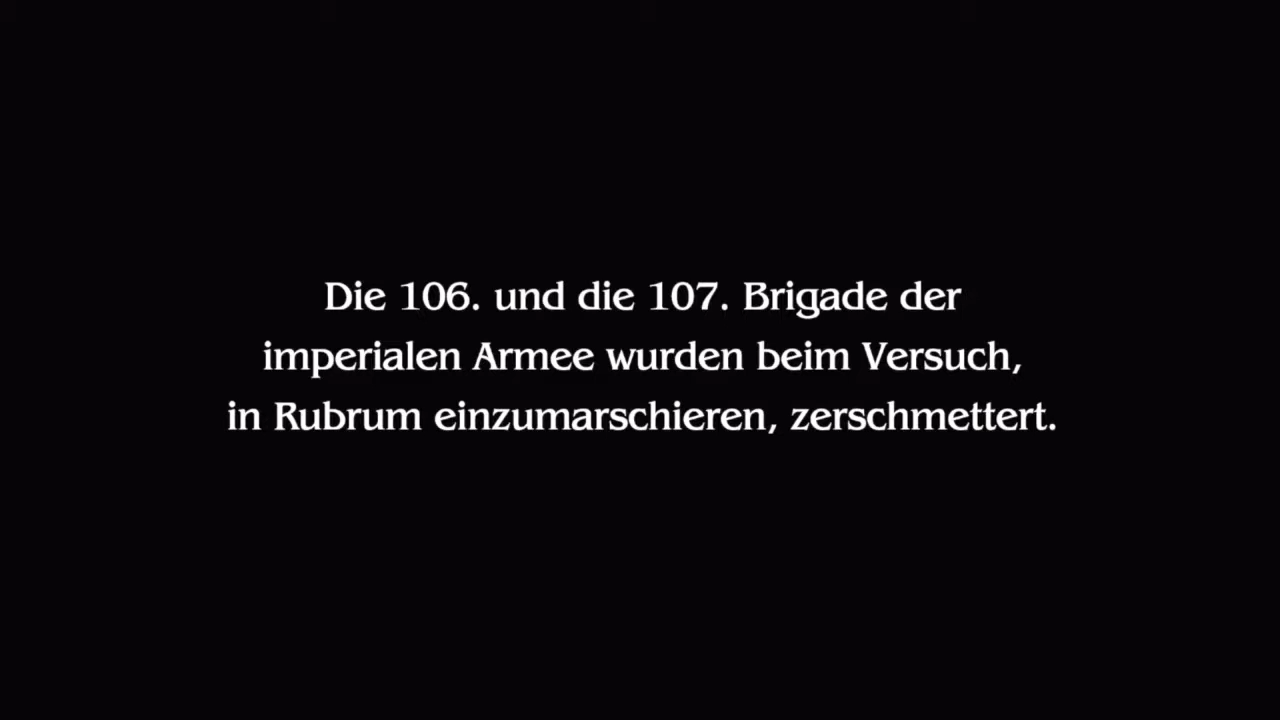 Die 106. und die 107. Brigade der
imperialen Armee wurden beim Versuch,
in Rubrum einzumarschieren, zerschmettert.